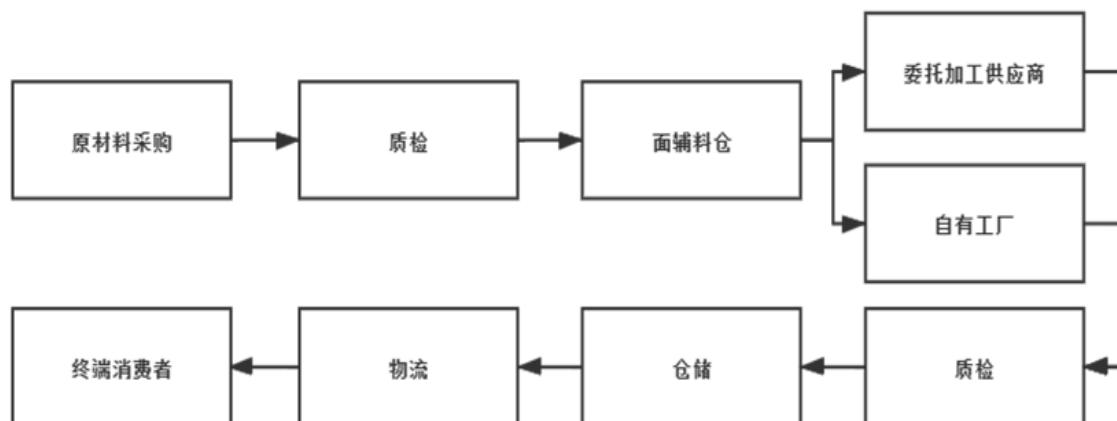 委托加工供应商
原材料采购
质检
面辅料仓
自有工厂
终端消费者
物流
仓储
质检